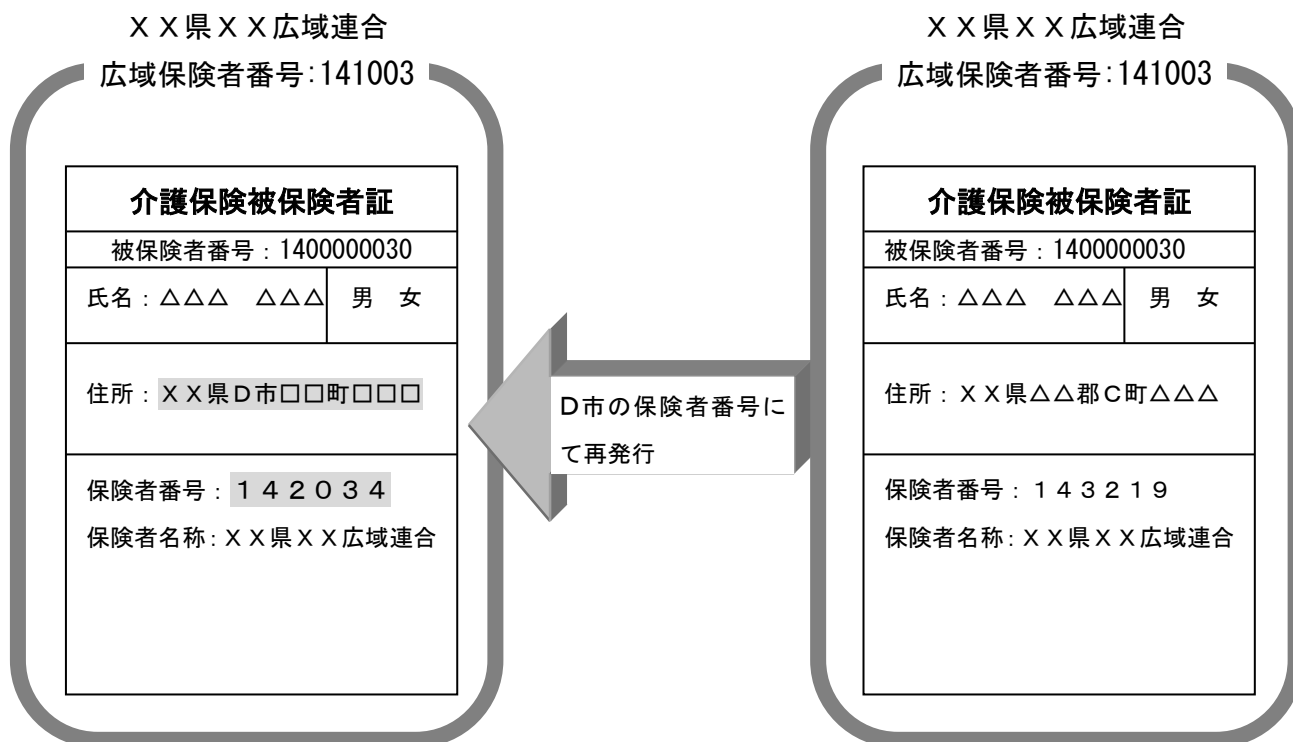 ＸＸ県ＸＸ広域連合
広域保険者番号：141003
介護保険被保険者証
被保険者番号：1400000030
氏名：△△△　△△△　男　女
住所：ＸＸ県Ｄ市□□町□□□
保険者番号：１４２０３４
保険者名称：ＸＸ県ＸＸ広域連合
Ｄ市の保険者番号に
て再発行
ＸＸ県ＸＸ広域連合
広域保険者番号：141003
介護保険被保険者証
被保険者番号：1400000030
氏名：△△△　△△△　男　女
住所：ＸＸ県△△郡Ｃ町△△△
保険者番号：１４３２１９
保険者名称：ＸＸ県ＸＸ広域連合